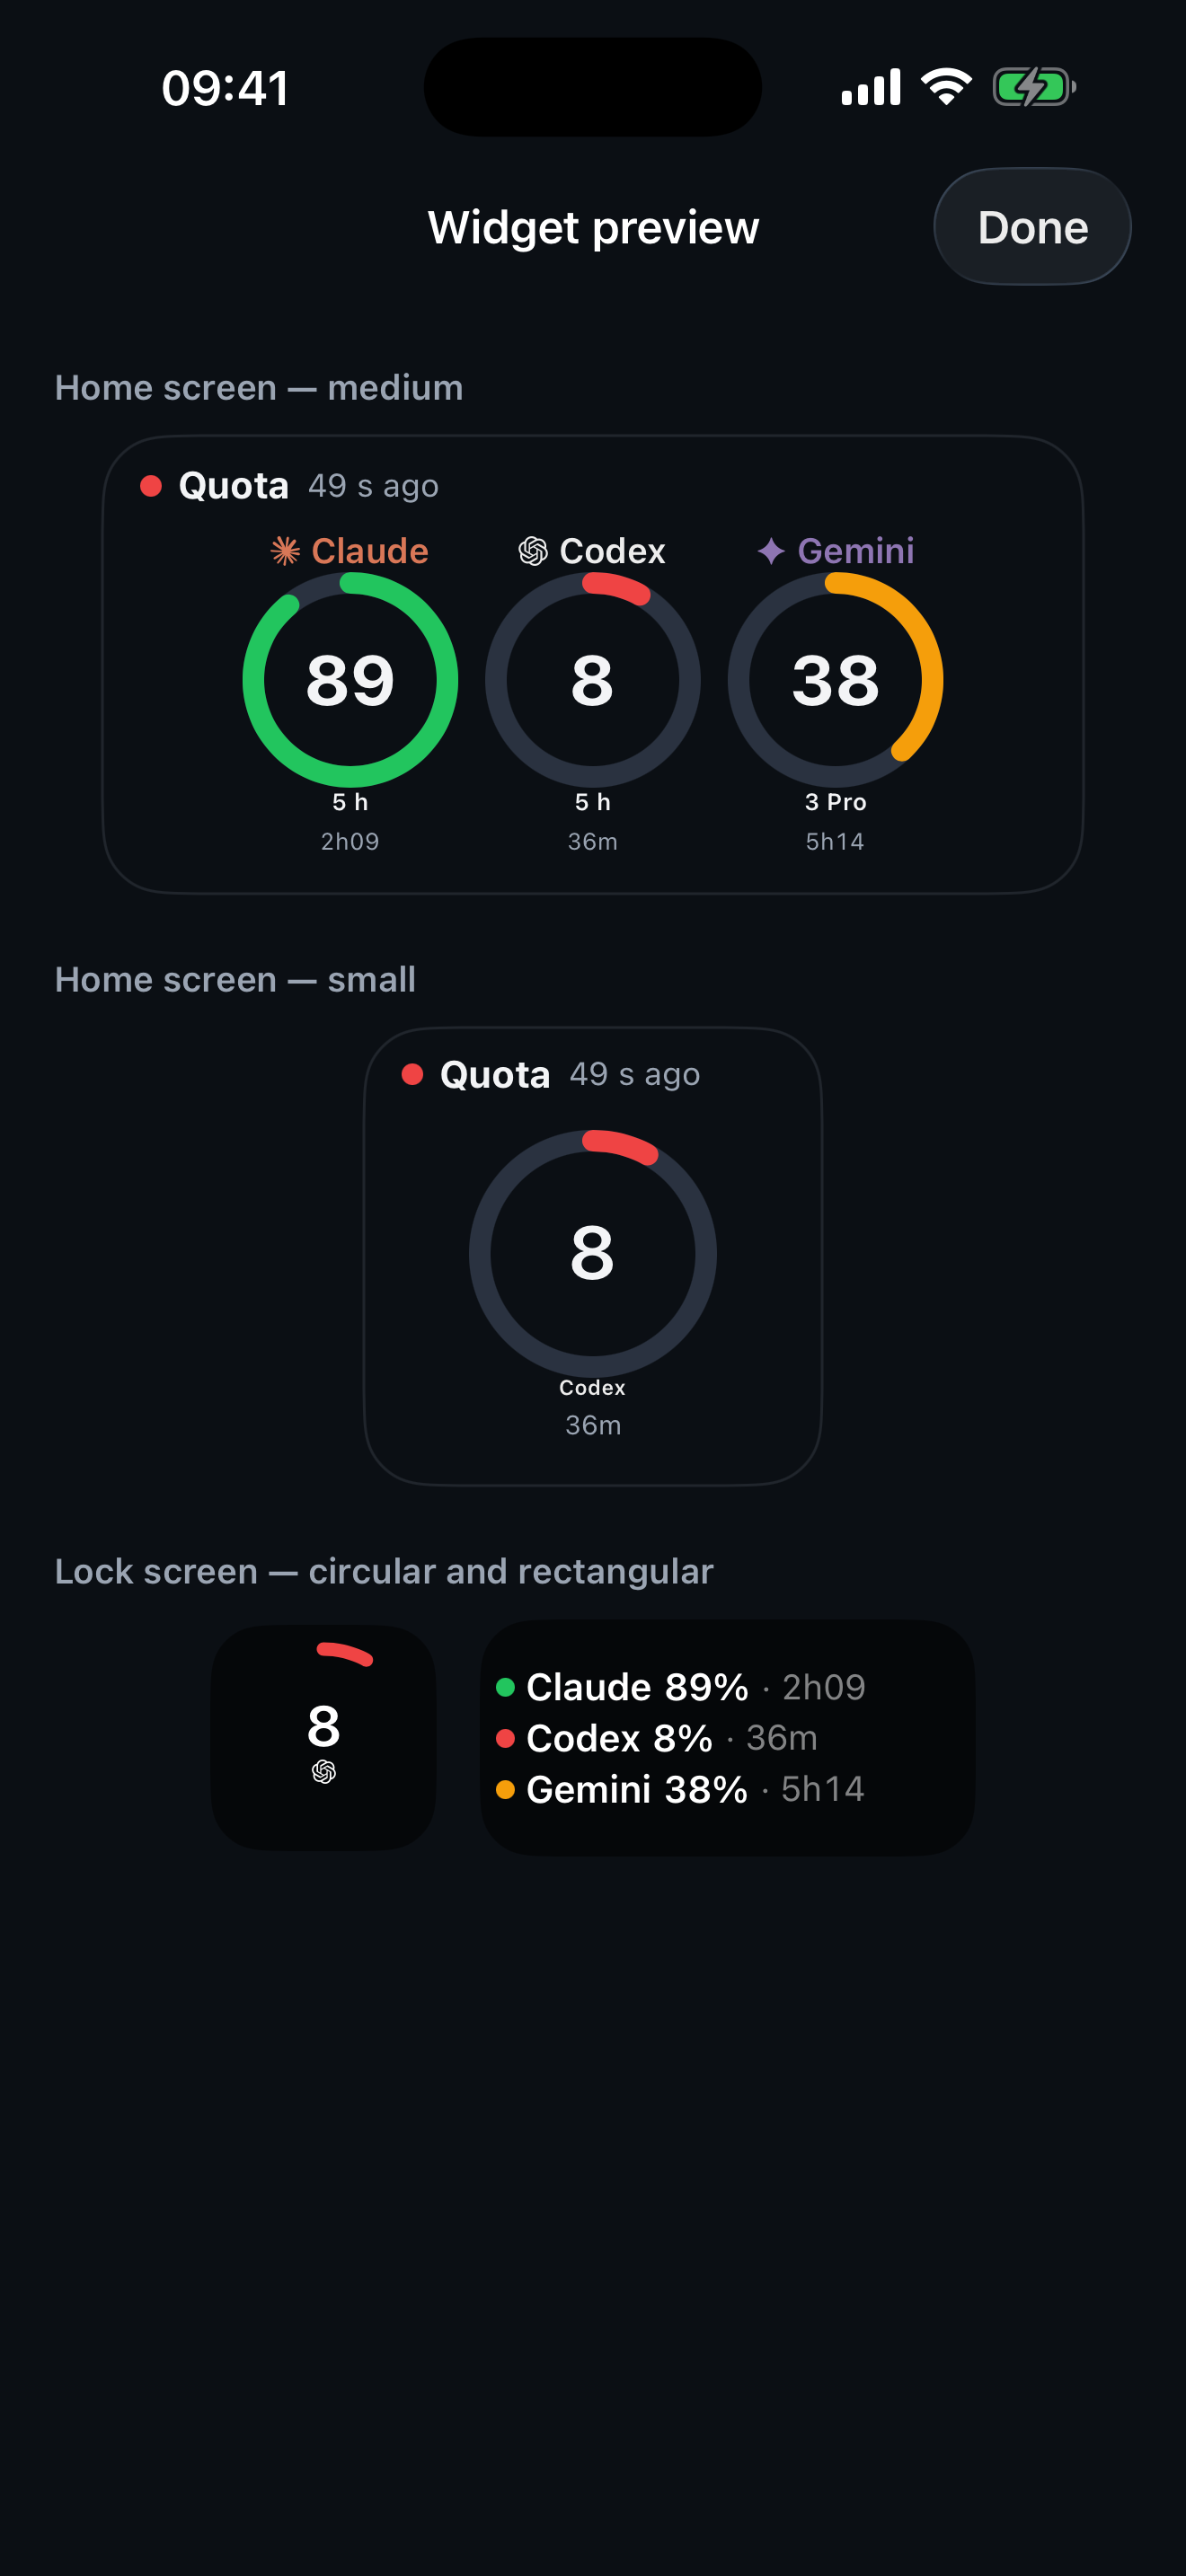 09:41
Widget preview
Done
Home screen — medium
Quota 49 s ago
Claude Codex Gemini
89 8 38
5 h 5 h 3 Pro
2h09 36m 5h14
Home screen — small
Quota 49 s ago
8
Codex
36m
Lock screen — circular and rectangular
8
Claude 89% · 2h09
Codex 8% · 36m
Gemini 38% · 5h14